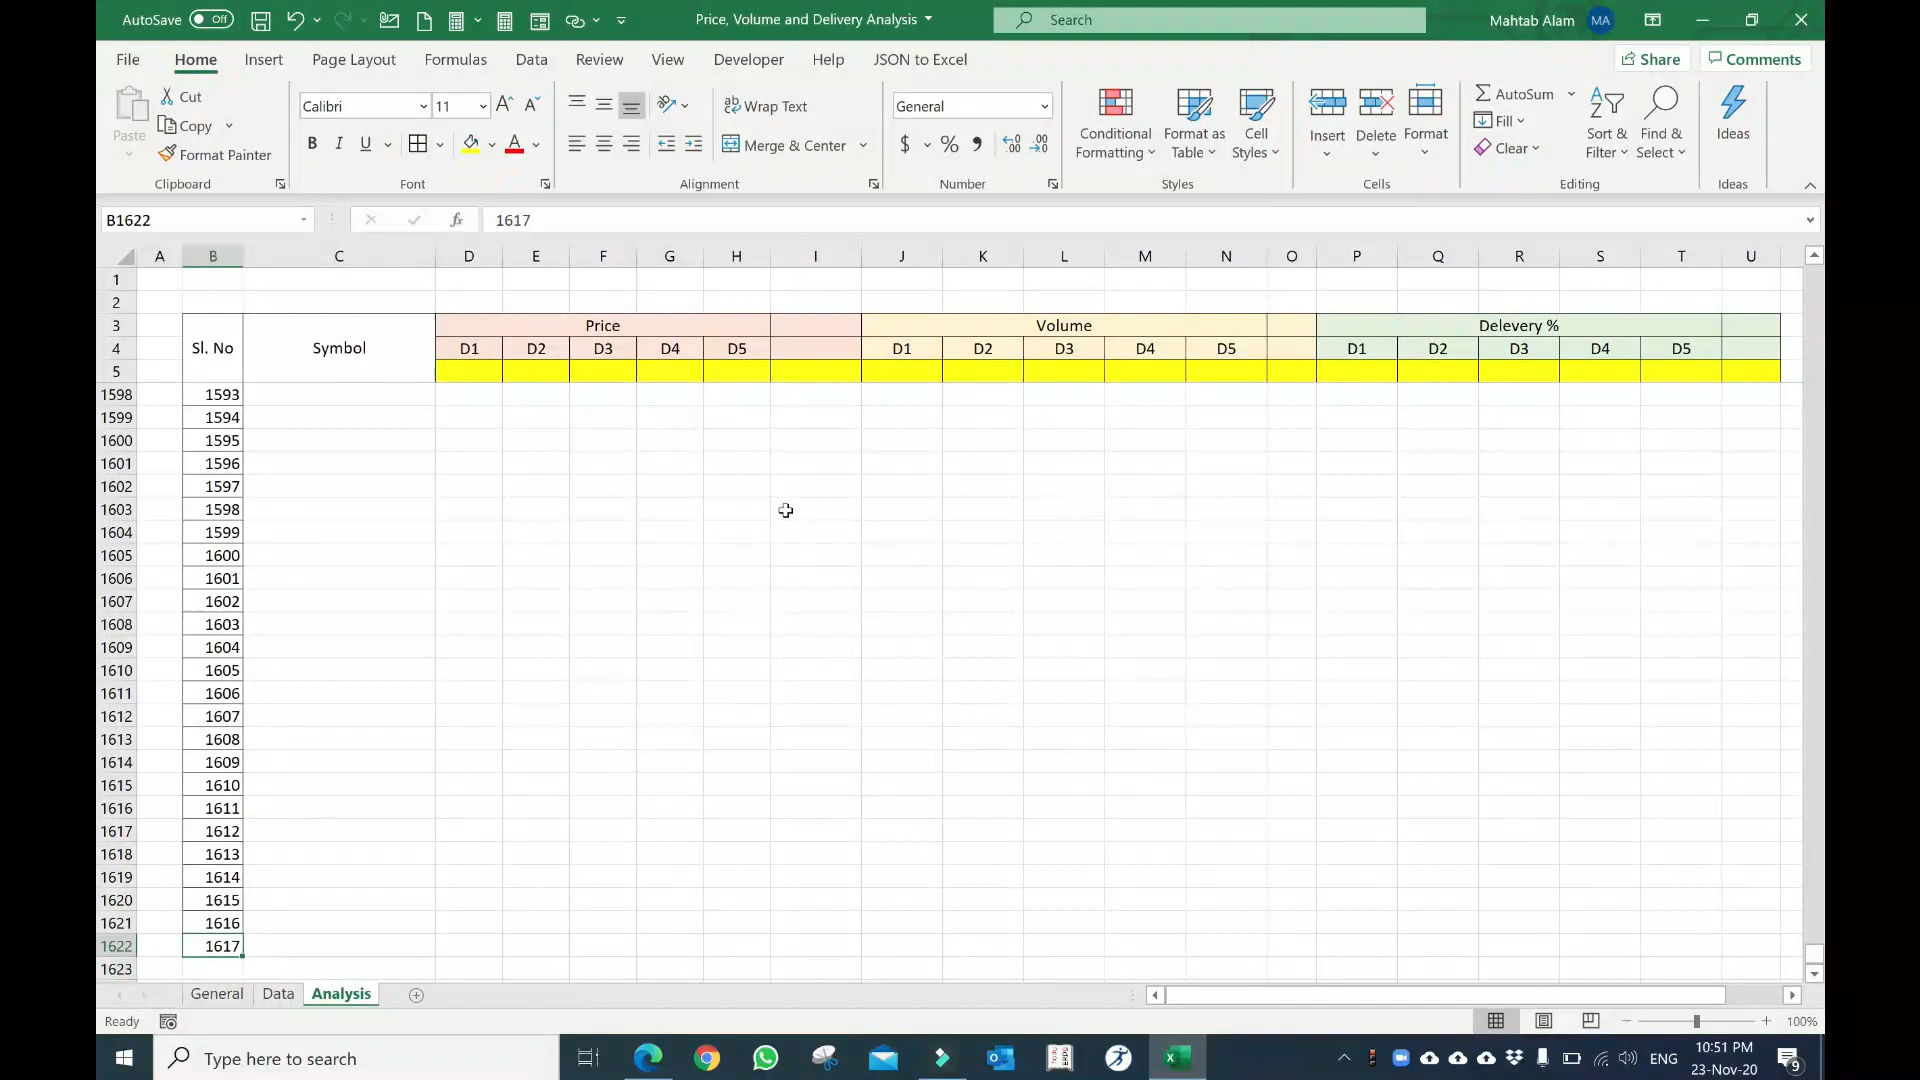 AutoSave Off Price, Volume and Delivery Analysis Search Mahtab Alam MA
File Home Insert Page Layout Formulas Data Review View Developer Help JSON to Excel Share Comments
Paste
Cut
Copy
Format Painter
Clipboard
Calibri 11
B I U
Font
Wrap Text
Merge & Center
Alignment
General
$ % ,
Number
Conditional Formatting
Format as Table
Cell Styles
Styles
Insert
Delete
Format
Cells
AutoSum
Fill
Clear
Sort & Filter
Find & Select
Editing
Ideas
Ideas
B1622 fx 1617
A B C D E F G H I J K L M N O P Q R S T U
1
2
3 Price Volume Delevery %
4 Sl. No Symbol D1 D2 D3 D4 D5 D1 D2 D3 D4 D5 D1 D2 D3 D4 D5
5
1598 1593
1599 1594
1600 1595
1601 1596
1602 1597
1603 1598
1604 1599
1605 1600
1606 1601
1607 1602
1608 1603
1609 1604
1610 1605
1611 1606
1612 1607
1613 1608
1614 1609
1615 1610
1616 1611
1617 1612
1618 1613
1619 1614
1620 1615
1621 1616
1622 1617
1623
General Data Analysis
Ready 100%
Type here to search ENG 10:51 PM
23-Nov-20 9